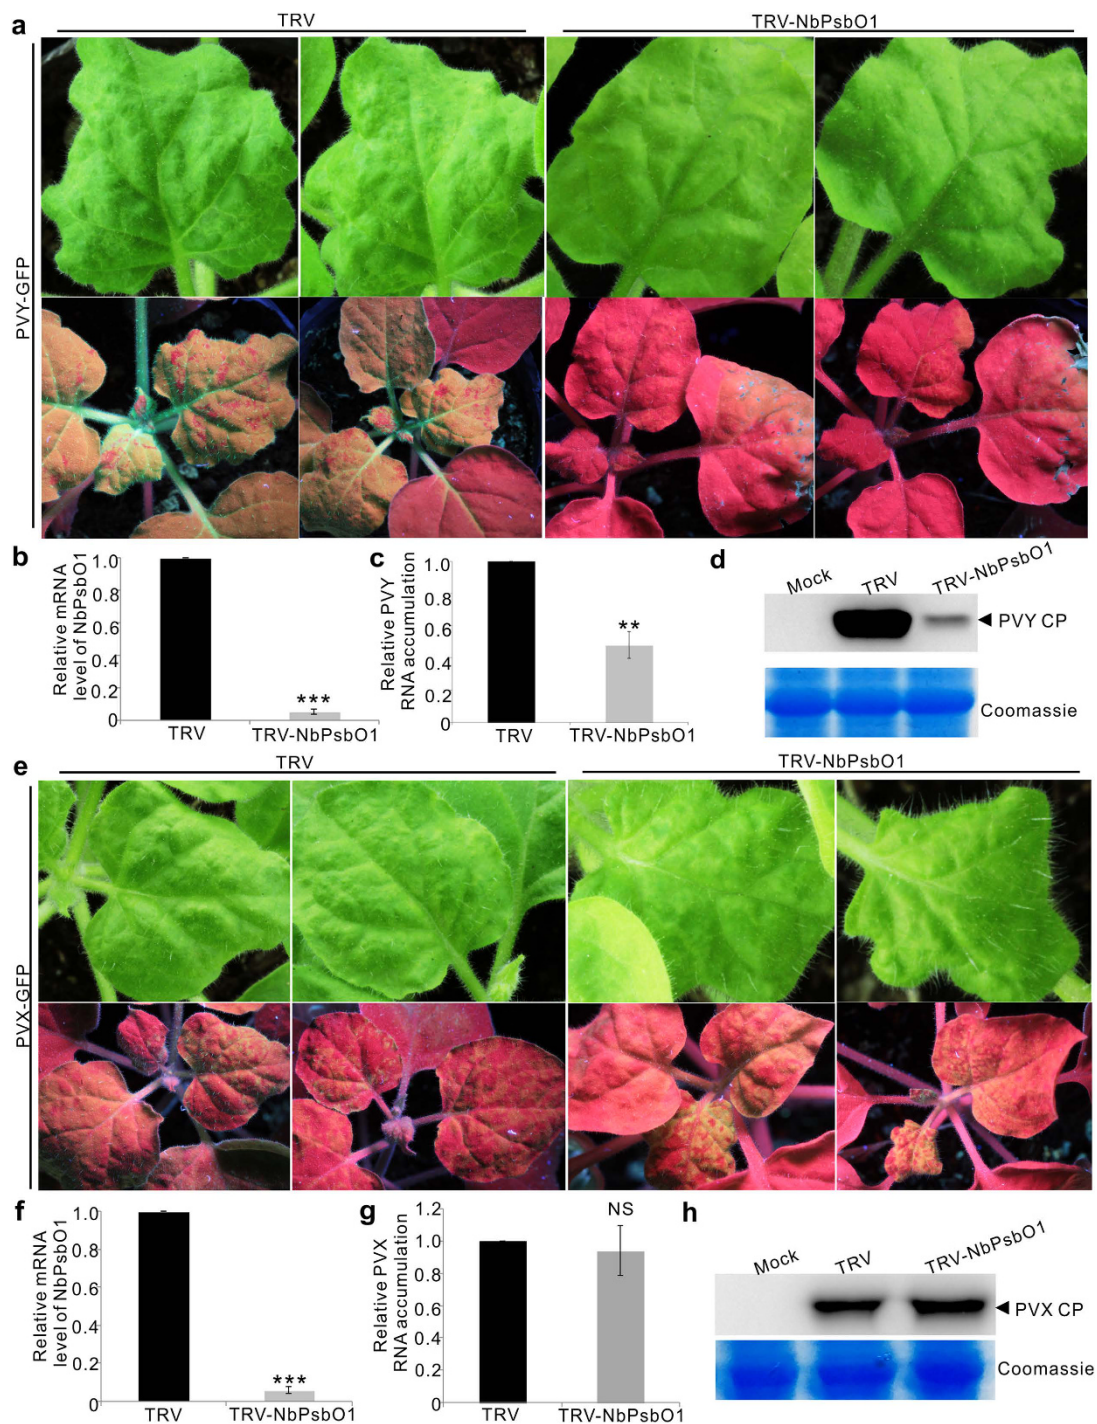 a
TRV
TRV-NbPsbO1
PVY-GFP
b
Relative mRNA
level of NbPsbO1
1.0
0.8
0.6
0.4
0.2
0
***
TRV
TRV-NbPsbO1
c
Relative PVY
RNA accumulation
1.0
0.8
0.6
0.4
0.2
0
**
TRV
TRV-NbPsbO1
d
Mock
TRV
TRV-NbPsbO1
PVY CP
Coomassie
e
TRV
TRV-NbPsbO1
PVX-GFP
f
Relative mRNA
level of NbPsbO1
1.0
0.8
0.6
0.4
0.2
0
***
TRV
TRV-NbPsbO1
g
Relative PVX
RNA accumulation
1.2
1.0
0.8
0.6
0.4
0.2
0
NS
TRV
TRV-NbPsbO1
h
Mock
TRV
TRV-NbPsbO1
PVX CP
Coomassie